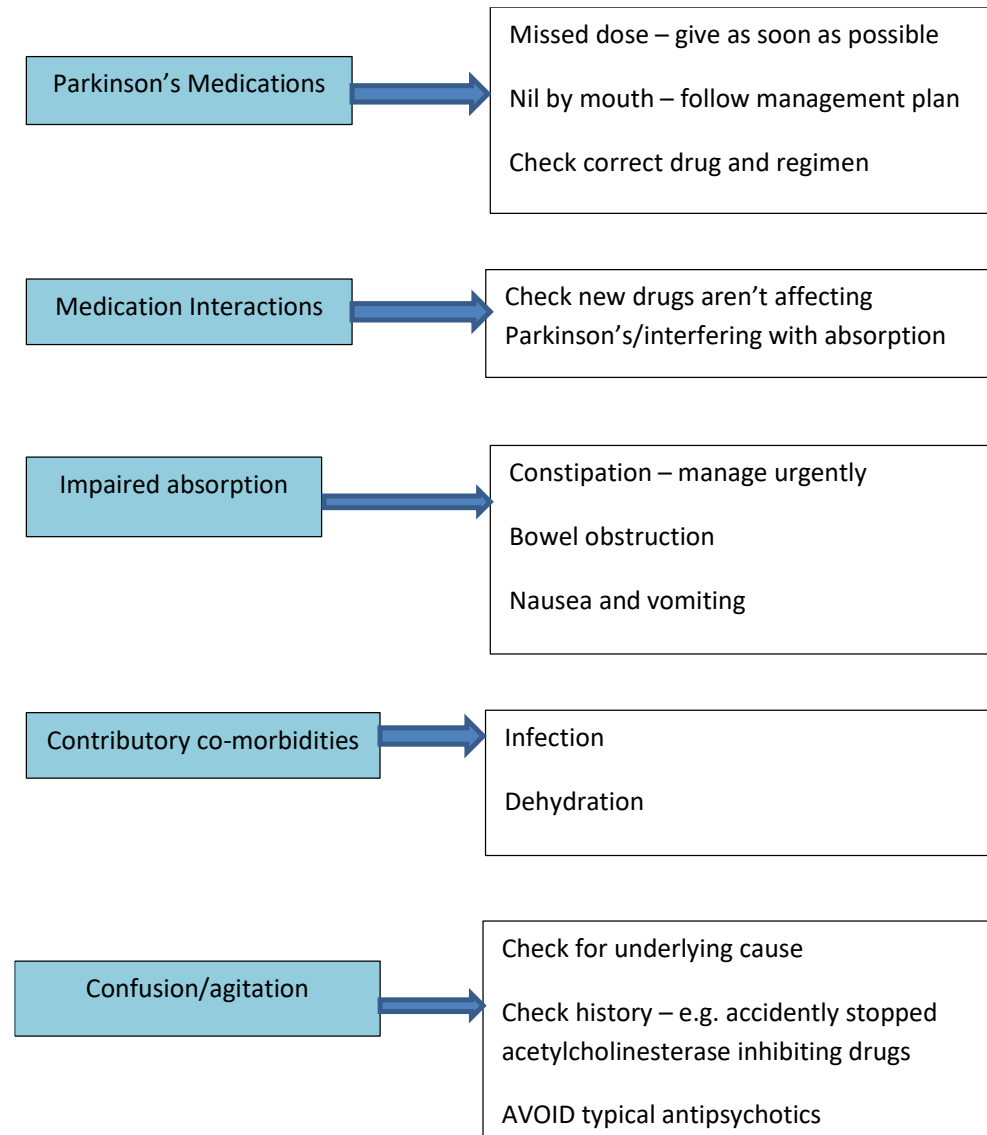 Parkinson’s Medications
Missed dose – give as soon as possible
Nil by mouth – follow management plan
Check correct drug and regimen
Medication Interactions
Check new drugs aren’t affecting
Parkinson’s/interfering with absorption
Impaired absorption
Constipation – manage urgently
Bowel obstruction
Nausea and vomiting
Contributory co-morbidities
Infection
Dehydration
Confusion/agitation
Check for underlying cause
Check history – e.g. accidently stopped
acetylcholinesterase inhibiting drugs
AVOID typical antipsychotics